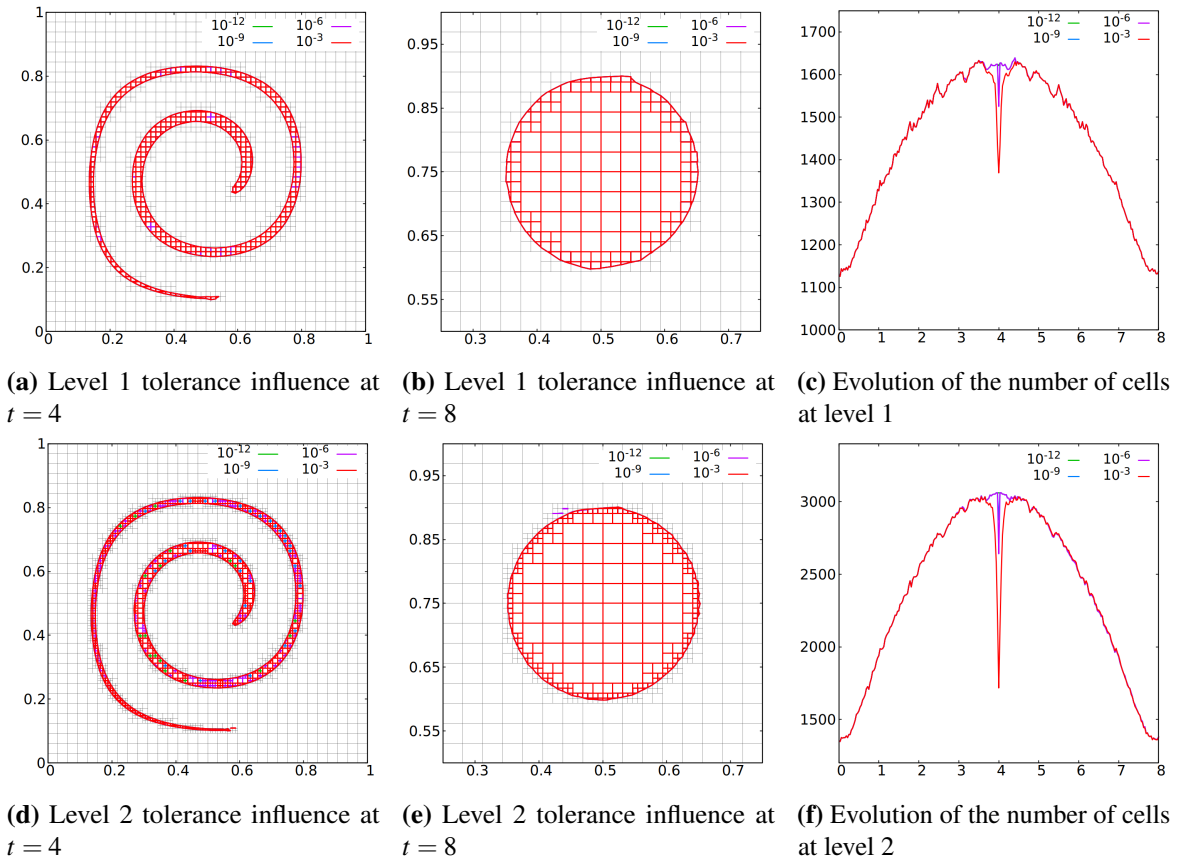 10-12 10-6
10-9 10-3
1
0.8
0.6
0.4
0.2
0
0 0.2 0.4 0.6 0.8 1
10-12 10-6
10-9 10-3
0.95
0.85
0.75
0.65
0.55
0.3 0.4 0.5 0.6 0.7
10-12 10-6
10-9 10-3
1700
1600
1500
1400
1300
1200
1100
1000
0 1 2 3 4 5 6 7 8
(a) Level 1 tolerance influence at
t = 4
(b) Level 1 tolerance influence at
t = 8
(c) Evolution of the number of cells
at level 1
10-12 10-6
10-9 10-3
1
0.8
0.6
0.4
0.2
0
0 0.2 0.4 0.6 0.8 1
10-12 10-6
10-9 10-3
0.95
0.85
0.75
0.65
0.55
0.3 0.4 0.5 0.6 0.7
10-12 10-6
10-9 10-3
3000
2500
2000
1500
0 1 2 3 4 5 6 7 8
(d) Level 2 tolerance influence at
t = 4
(e) Level 2 tolerance influence at
t = 8
(f) Evolution of the number of cells
at level 2